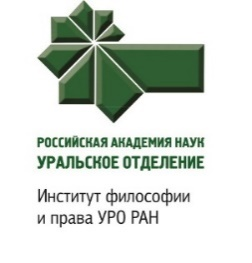 РОССИЙСКАЯ АКАДЕМИЯ НАУК
УРАЛЬСКОЕ ОТДЕЛЕНИЕ
Институт философии
и права УРО РАН